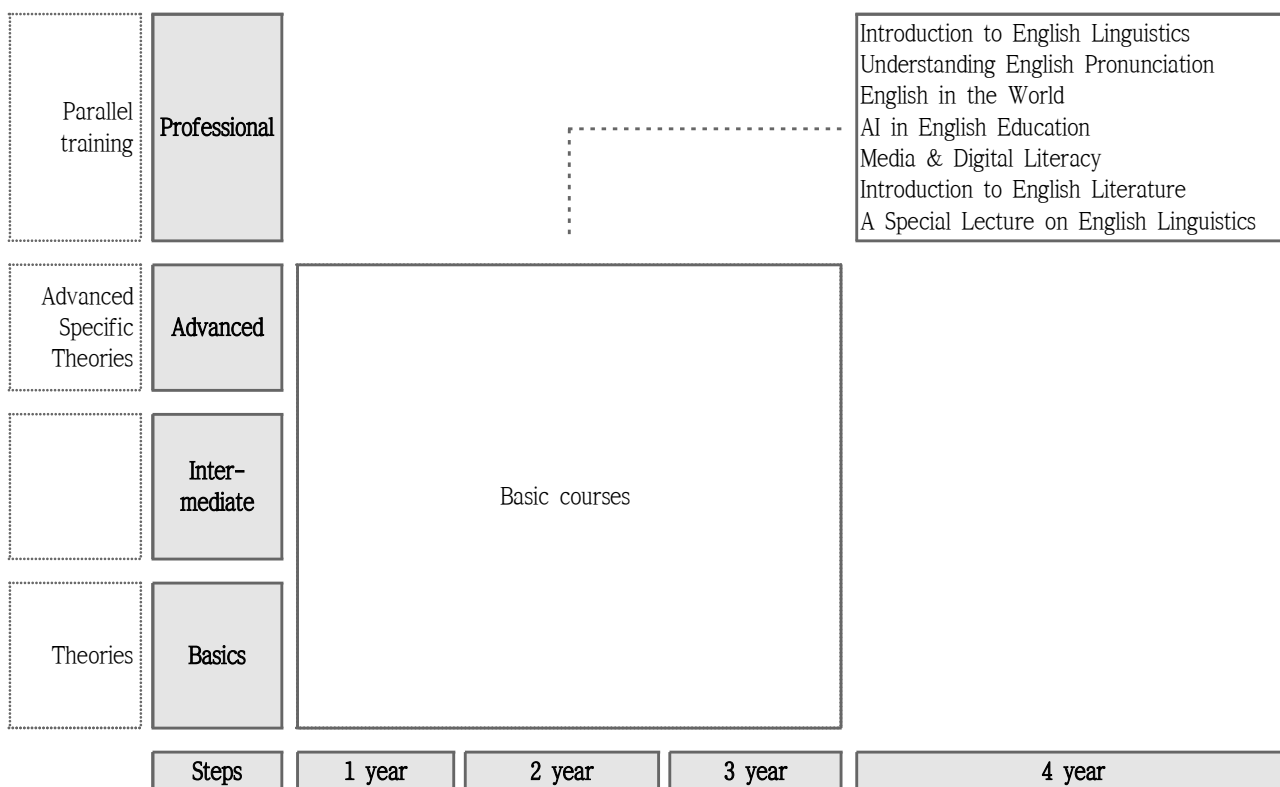 Parallel
training
Professional
Introduction to English Linguistics
Understanding English Pronunciation
English in the World
AI in English Education
Media & Digital Literacy
Introduction to English Literature
A Special Lecture on English Linguistics
Advanced
Specific
Theories
Advanced
Inter-
mediate
Basic courses
Theories
Basics
Steps
1 year
2 year
3 year
4 year